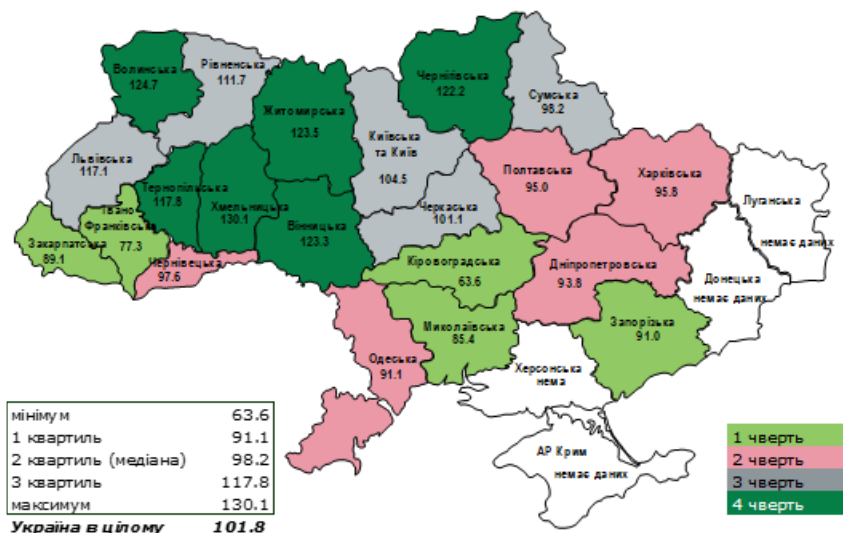 Волинська
124.7
Рівненська
111.7
Житомирська
123.5
Київська
та Київ
104.5
Чернігівська
122.2
Сумська
98.2
Львівська
117.1
Тернопільська
117.8
Хмельницька
130.1
Вінницька
123.3
Черкаська
101.1
Полтавська
95.0
Харківська
95.8
Луганська
немає даних
Івано
Франківська
77.3
Закарпатська
89.1
Чернівецька
97.6
Кіровоградська
63.6
Дніпропетровська
93.8
Донецька
немає даних
Миколаївська
85.4
Запорізька
91.0
Одеська
91.1
Херсонська
нема
АР Крим
немає даних
мінімум 63.6
1 квартиль 91.1
2 квартиль (медіана) 98.2
3 квартиль 117.8
максимум 130.1
Україна в цілому 101.8
1 чверть
2 чверть
3 чверть
4 чверть